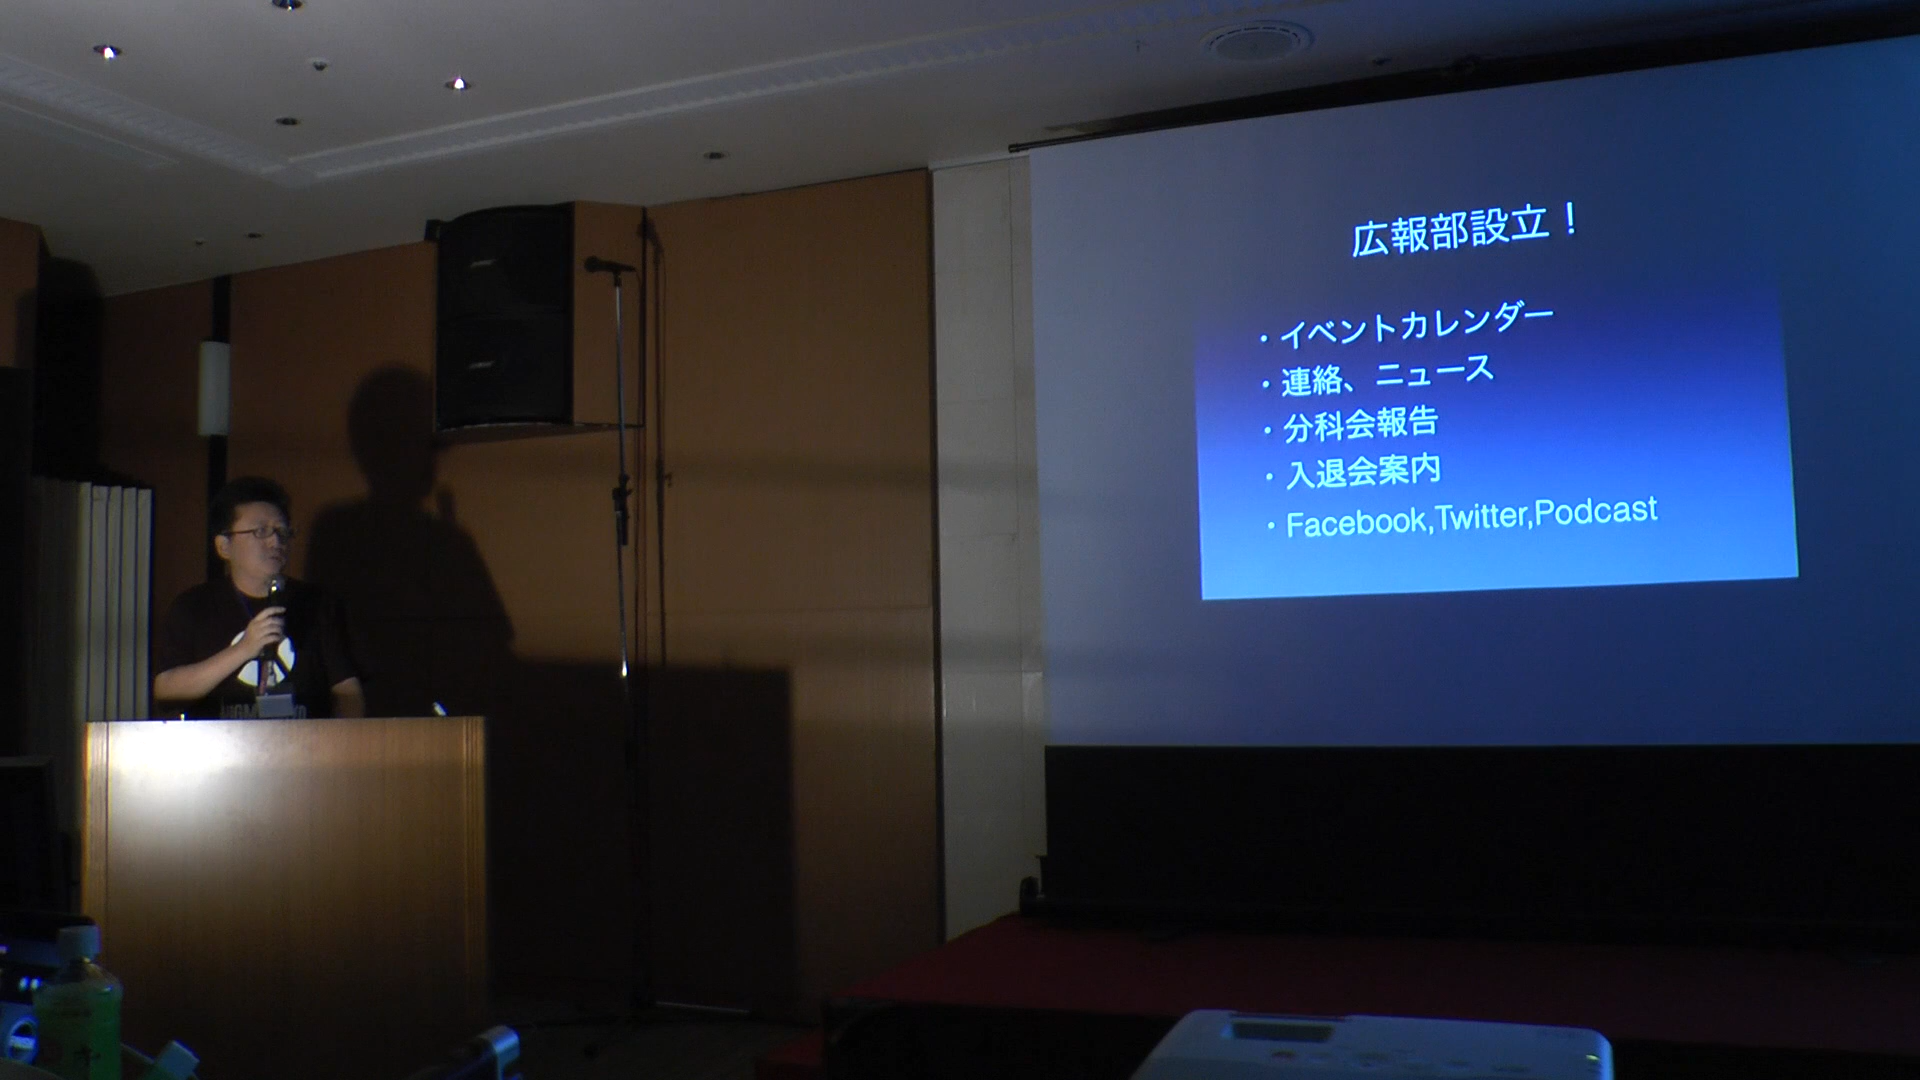 広報部設立！
・イベントカレンダー
・連絡、ニュース
・分科会報告
・入退会案内
・Facebook,Twitter,Podcast